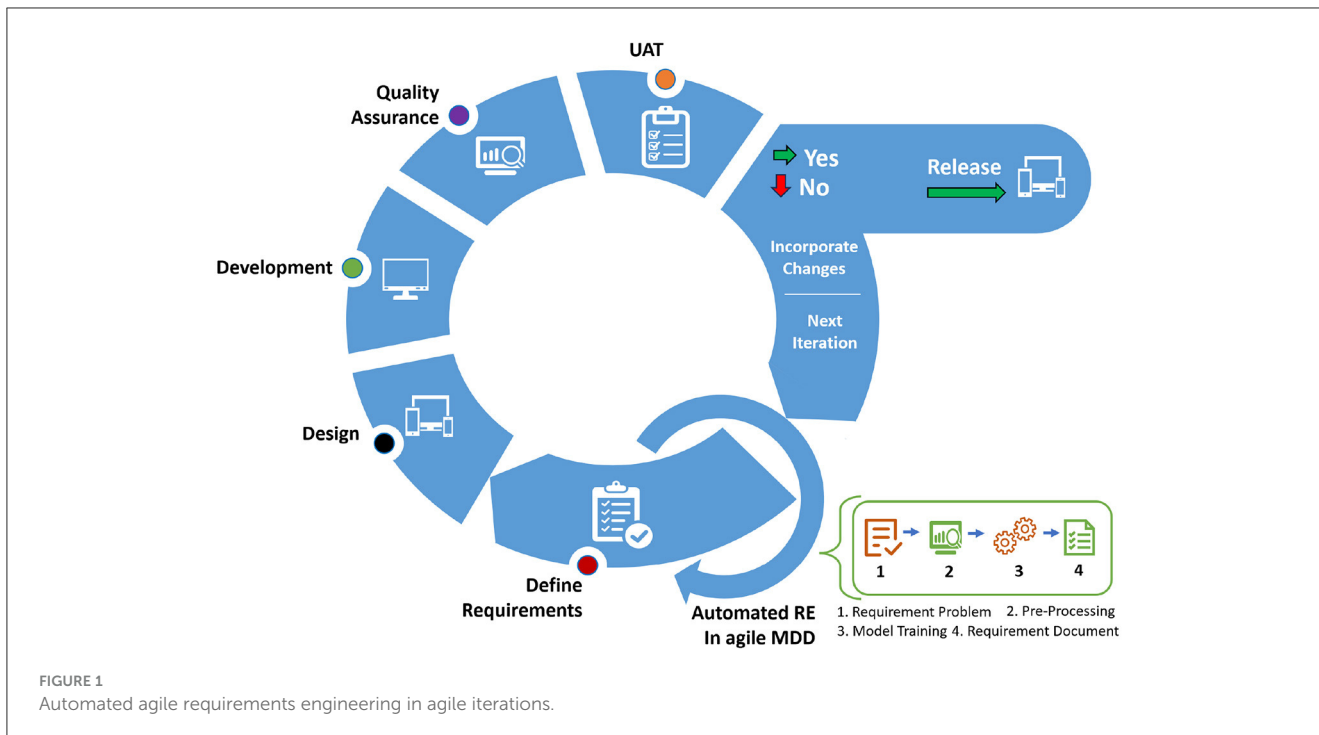 UAT
Quality
Assurance
Yes
No
Release
Incorporate
Changes
Next
Iteration
Development
Design
Define
Requirements
Automated RE
In agile MDD
1 2 3 4
1. Requirement Problem 2. Pre-Processing
3. Model Training 4. Requirement Document
FIGURE 1
Automated agile requirements engineering in agile iterations.